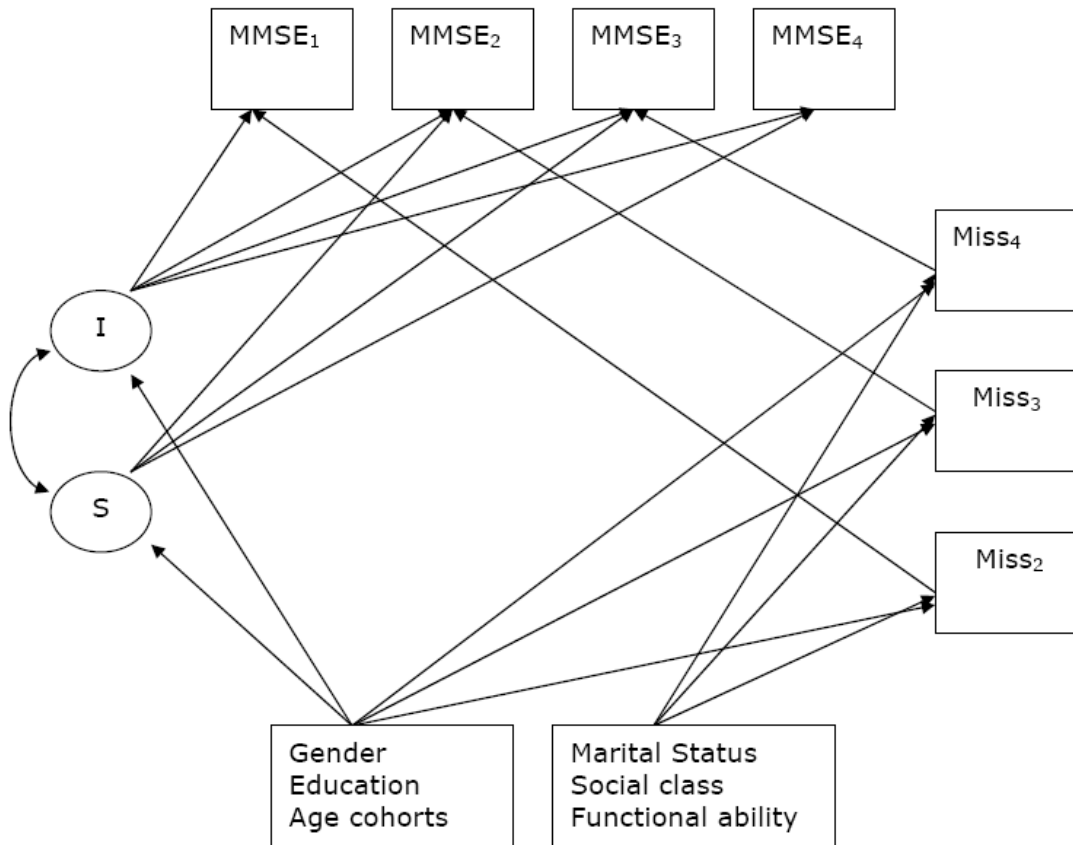 MMSE₁ MMSE₂ MMSE₃ MMSE₄
Miss₄
I
Miss₃
S
Miss₂
Gender
Education
Age cohorts
Marital Status
Social class
Functional ability